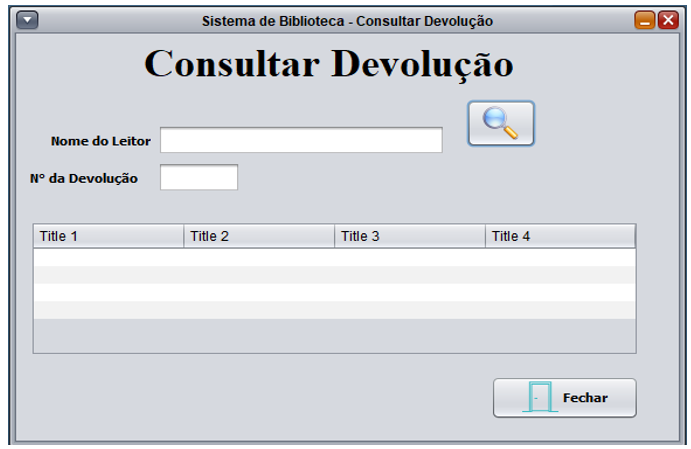 Sistema de Biblioteca - Consultar Devolução
Consultar Devolução
Nome do Leitor
Nº da Devolução
Title 1 Title 2 Title 3 Title 4
Fechar